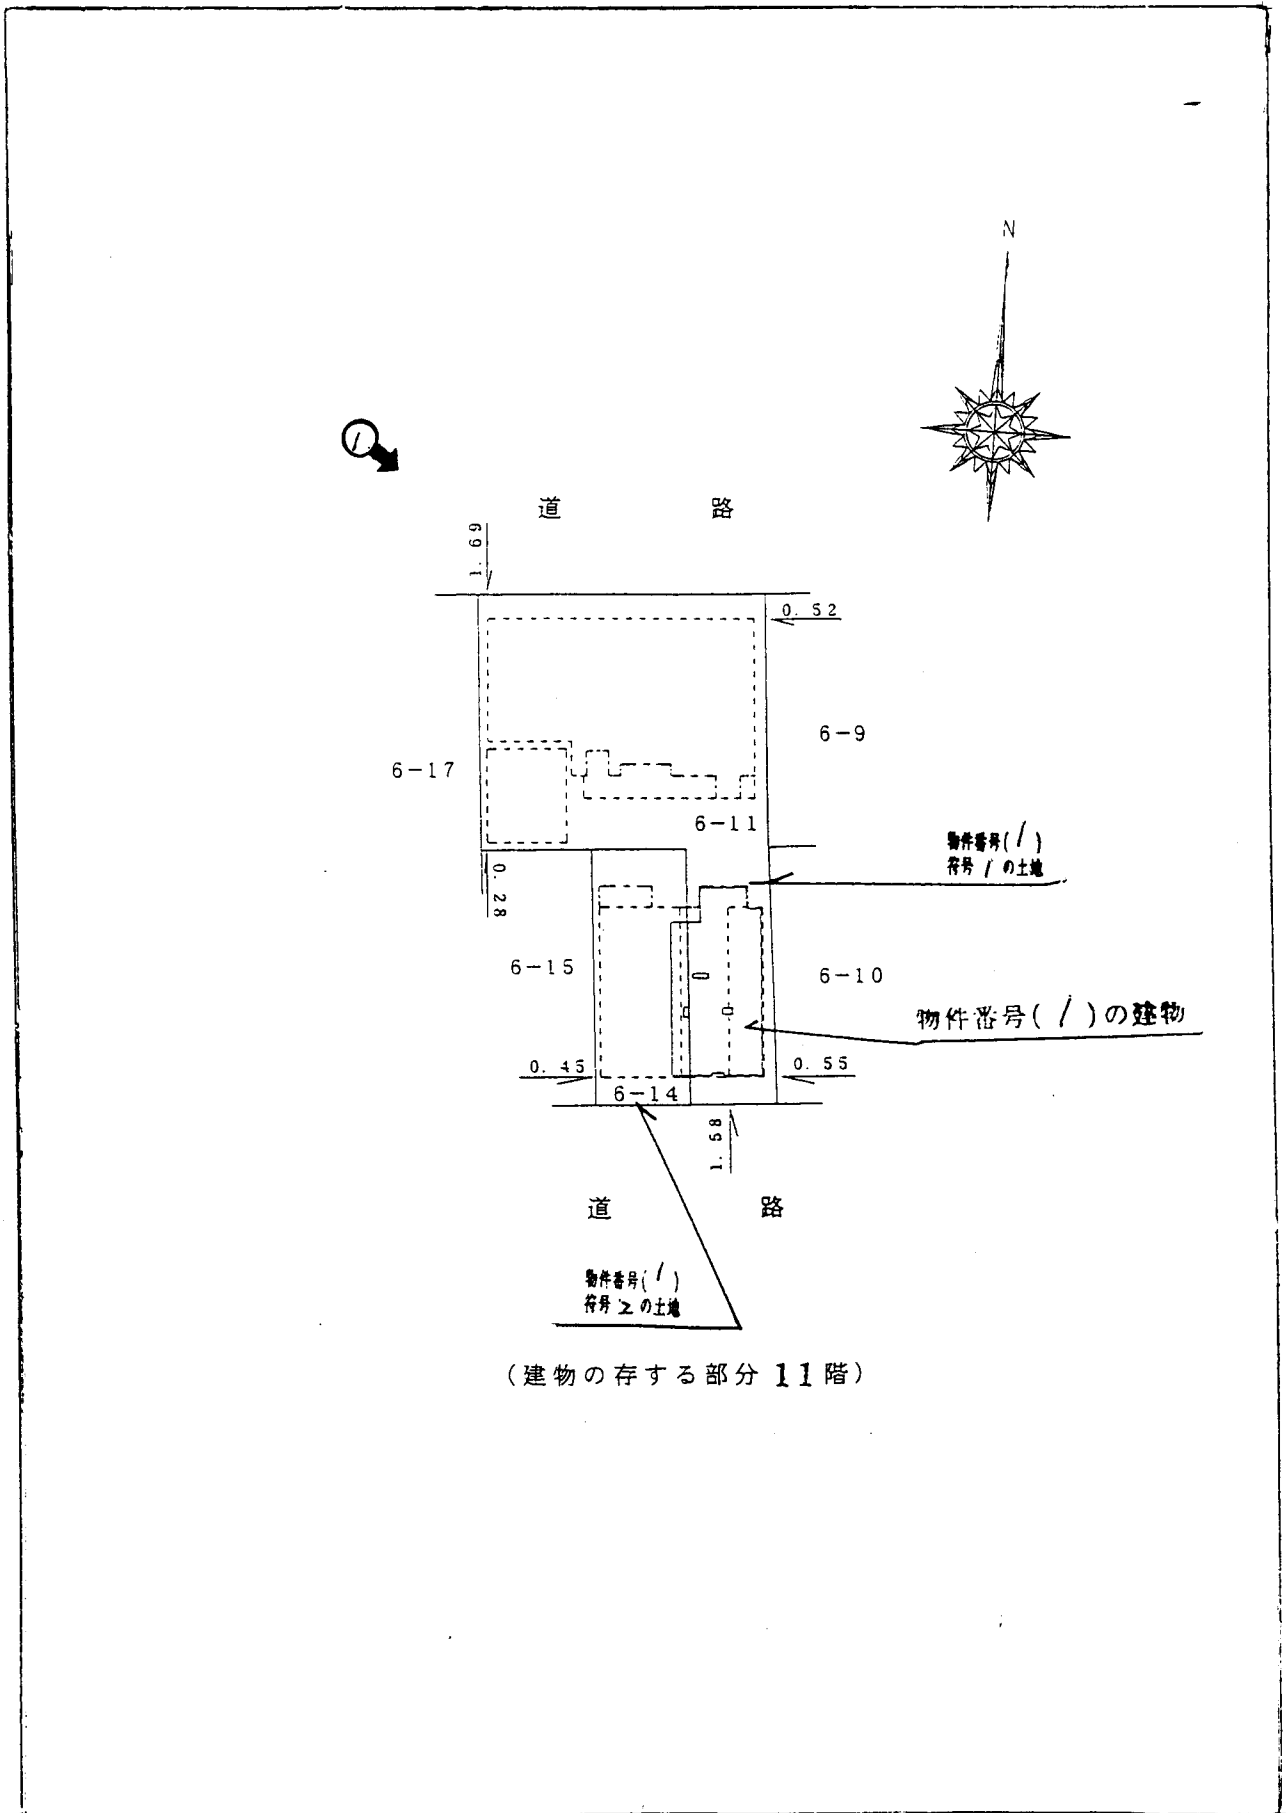 N
1
道 路
1.69
0.52
6-9
6-17
6-11
物件番号(1)
符号1の土地
0.28
6-15
6-10
物件番号(1)の建物
0.45
0.55
6-14
1.58
道 路
物件番号(1)
符号2の土地
(建物の存する部分 11階)